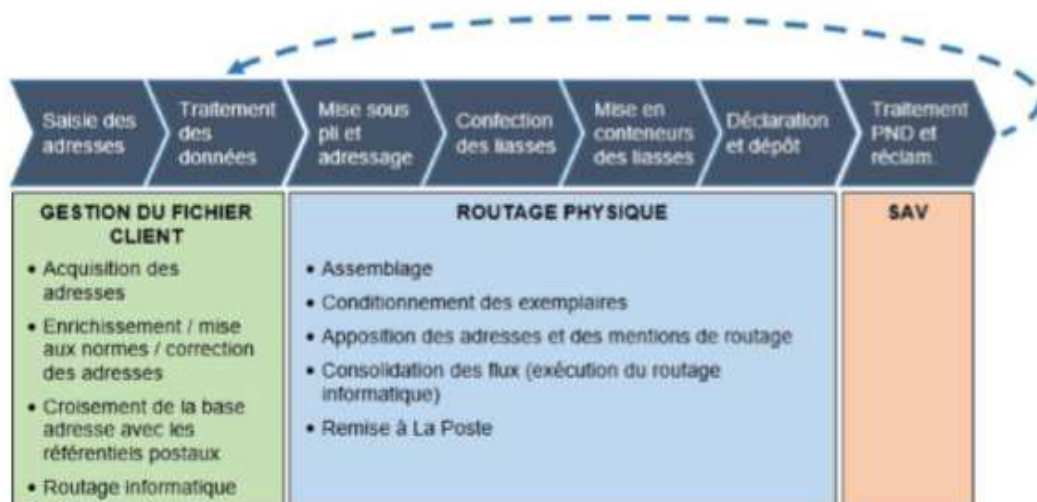 Saisie des
adresses
Traitement
des
données
Mise sous
pli et
adressage
Confection
des liasses
Mise en
conteneurs
des liasses
Déclaration
et dépôt
Traitement
PND et
réclam.
GESTION DU FICHIER
CLIENT
• Acquisition des
adresses
• Enrichissement / mise
aux normes / correction
des adresses
• Croisement de la base
adresse avec les
référentiels postaux
• Routage informatique
ROUTAGE PHYSIQUE
• Assemblage
• Conditionnement des exemplaires
• Apposition des adresses et des mentions de routage
• Consolidation des flux (exécution du routage
informatique)
• Remise à La Poste
SAV